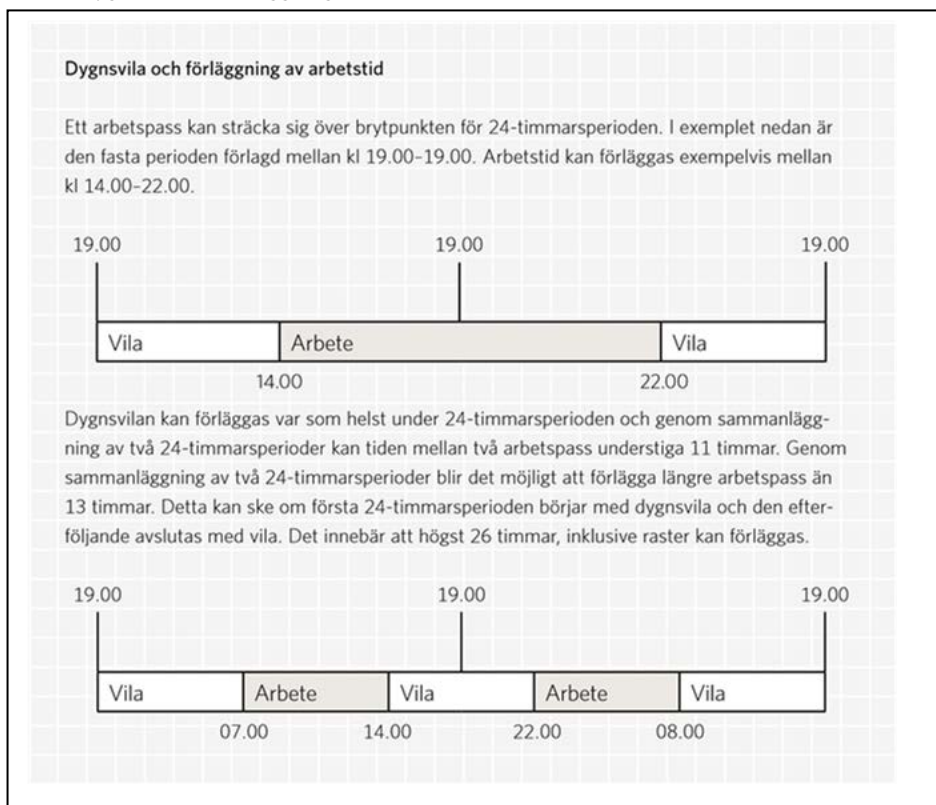 Dygnsvila och förläggning av arbetstid
Ett arbetspass kan sträcka sig över brytpunkten för 24-timmarsperioden. I exemplet nedan är
den fasta perioden förlagd mellan kl 19.00–19.00. Arbetstid kan förläggas exempelvis mellan
kl 14.00–22.00.
19.00 19.00 19.00
Vila Arbete Vila
14.00 22.00
Dygnsvilan kan förläggas var som helst under 24-timmarsperioden och genom sammanlägg-
ning av två 24-timmarsperioder kan tiden mellan två arbetspass understiga 11 timmar. Genom
sammanläggning av två 24-timmarsperioder blir det möjligt att förlägga längre arbetspass än
13 timmar. Detta kan ske om första 24-timmarsperioden börjar med dygnsvila och den efter-
följande avslutas med vila. Det innebär att högst 26 timmar, inklusive raster kan förläggas.
19.00 19.00 19.00
Vila Arbete Vila Arbete Vila
07.00 14.00 22.00 08.00